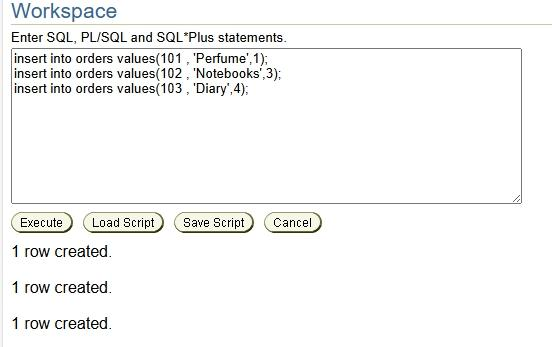 Workspace
Enter SQL, PL/SQL and SQL*Plus statements.
insert into orders values(101 , 'Perfume',1);
insert into orders values(102 , 'Notebooks',3);
insert into orders values(103 , 'Diary',4);
Execute Load Script Save Script Cancel
1 row created.
1 row created.
1 row created.